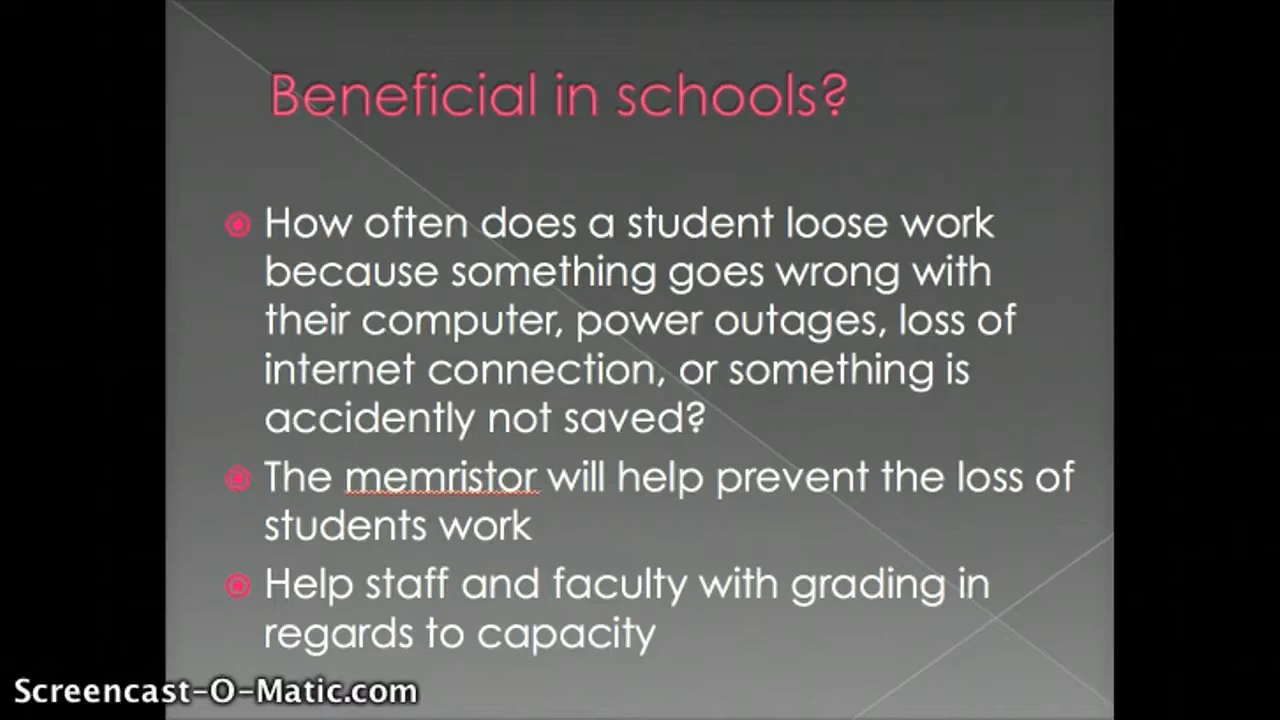 Beneficial in schools?
How often does a student loose work
because something goes wrong with
their computer, power outages, loss of
internet connection, or something is
accidently not saved?
The memristor will help prevent the loss of
students work
Help staff and faculty with grading in
regards to capacity
Screencast-O-Matic.com